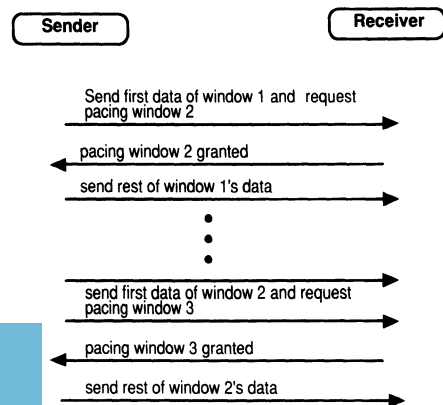 Sender
Receiver
Send first data of window 1 and request
pacing window 2
pacing window 2 granted
send rest of window 1's data
send first data of window 2 and request
pacing window 3
pacing window 3 granted
send rest of window 2's data